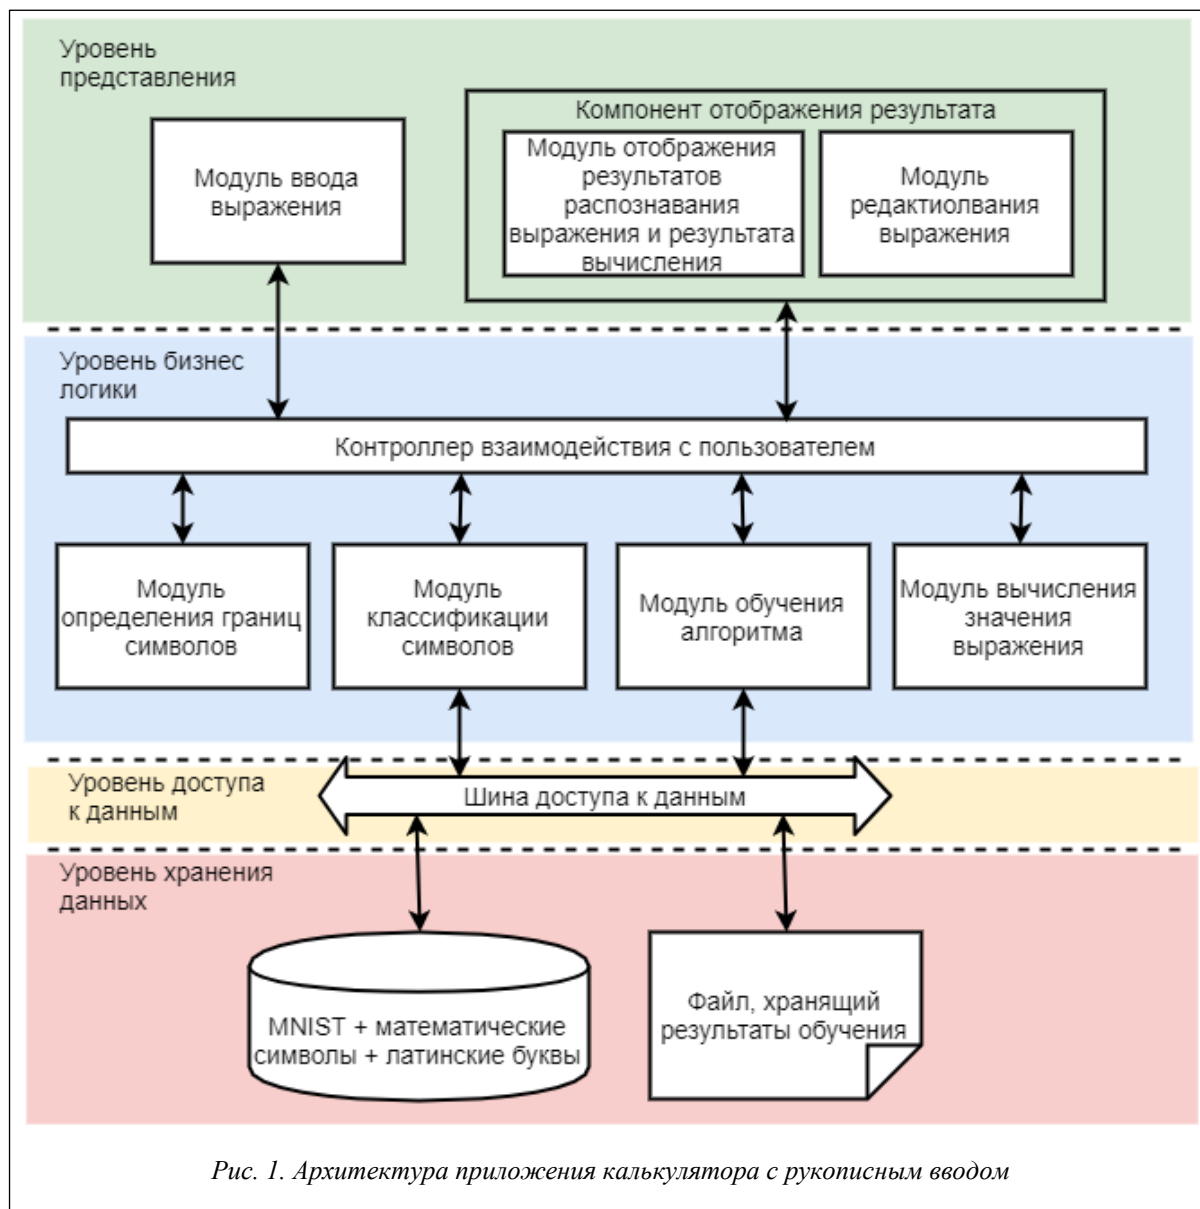 Уровень
представления
Модуль ввода
выражения
Компонент отображения результата
Модуль отображения
результатов
распознавания
выражения и результата
вычисления
Модуль
редактиолвания
выражения
Уровень бизнес
логики
Контроллер взаимодействия с пользователем
Модуль
определения границ
символов
Модуль
классификации
символов
Модуль обучения
алгоритма
Модуль вычисления
значения
выражения
Уровень доступа
к данным
Шина доступа к данным
Уровень хранения
данных
MNIST + математические
символы + латинские буквы
Файл, хранящий
результаты обучения
Рис. 1. Архитектура приложения калькулятора с рукописным вводом